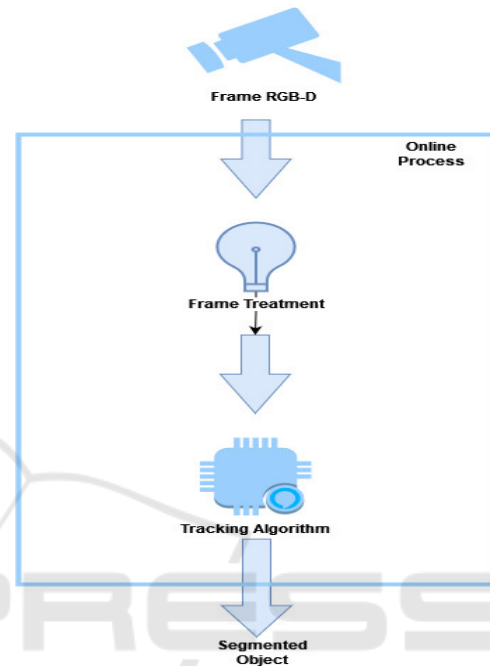 Frame RGB-D
Online
Process
Frame Treatment
Tracking Algorithm
Segmented
Object